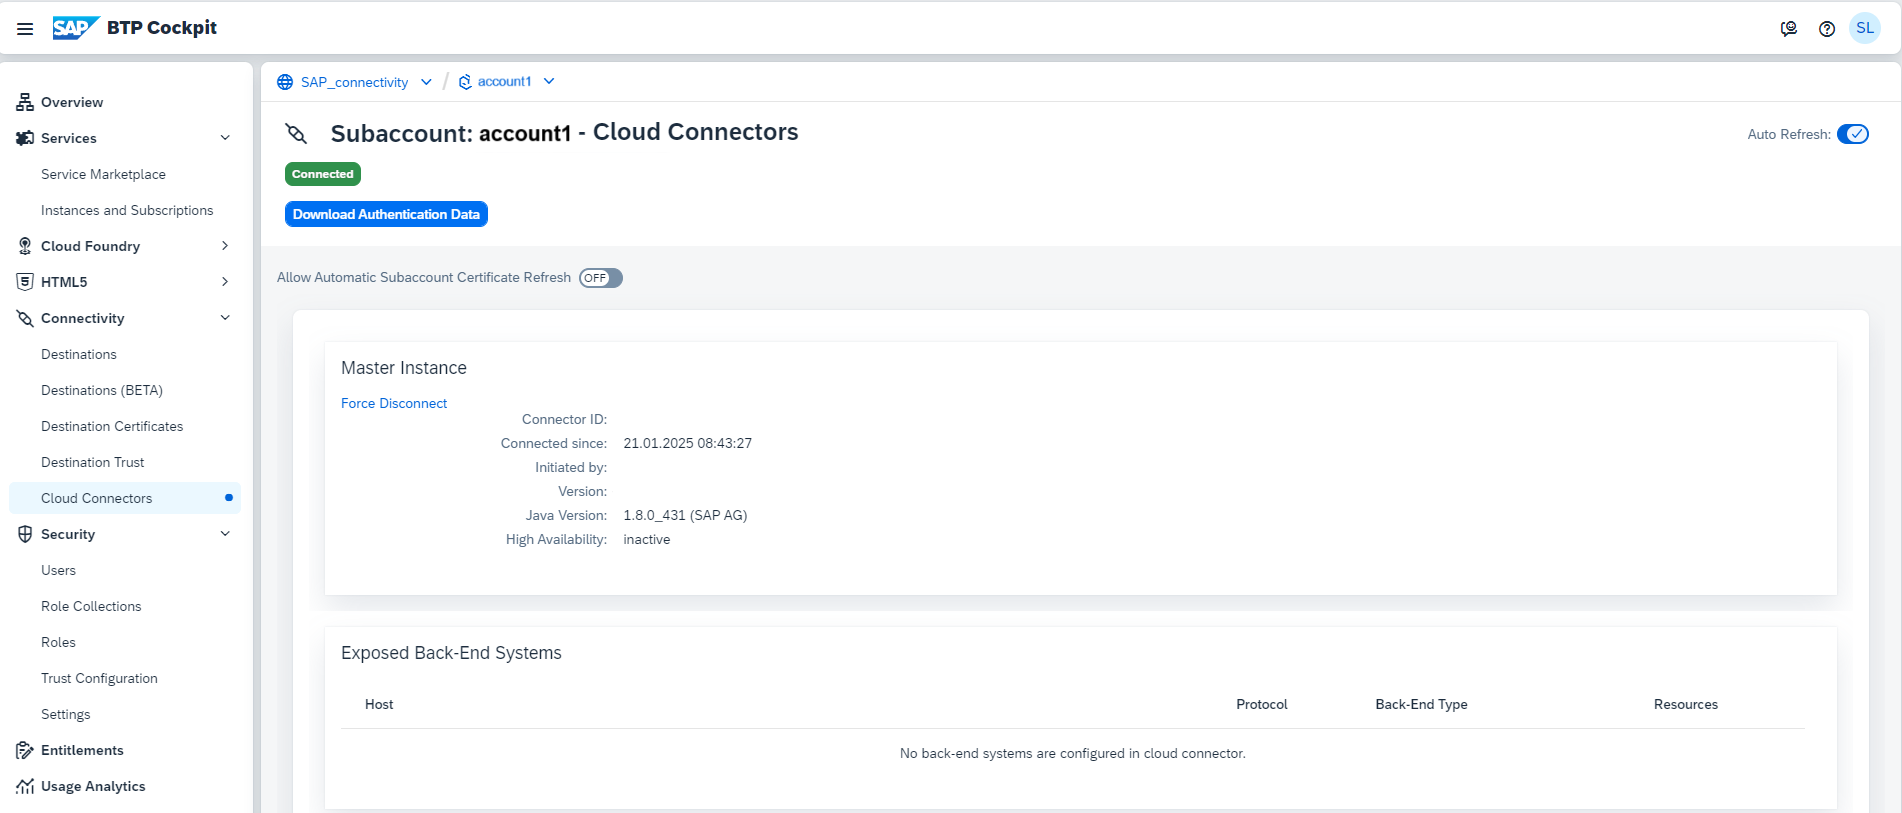 SAP BTP Cockpit
SL
Overview
Services
Service Marketplace
Instances and Subscriptions
Cloud Foundry
HTML5
Connectivity
Destinations
Destinations (BETA)
Destination Certificates
Destination Trust
Cloud Connectors
Security
Users
Role Collections
Roles
Trust Configuration
Settings
Entitlements
Usage Analytics
SAP_connectivity / account1
Subaccount: account1 - Cloud Connectors
Auto Refresh:
Connected
Download Authentication Data
Allow Automatic Subaccount Certificate Refresh OFF
Master Instance
Force Disconnect
Connector ID:
Connected since: 21.01.2025 08:43:27
Initiated by:
Version:
Java Version: 1.8.0_431 (SAP AG)
High Availability: inactive
Exposed Back-End Systems
Host Protocol Back-End Type Resources
No back-end systems are configured in cloud connector.